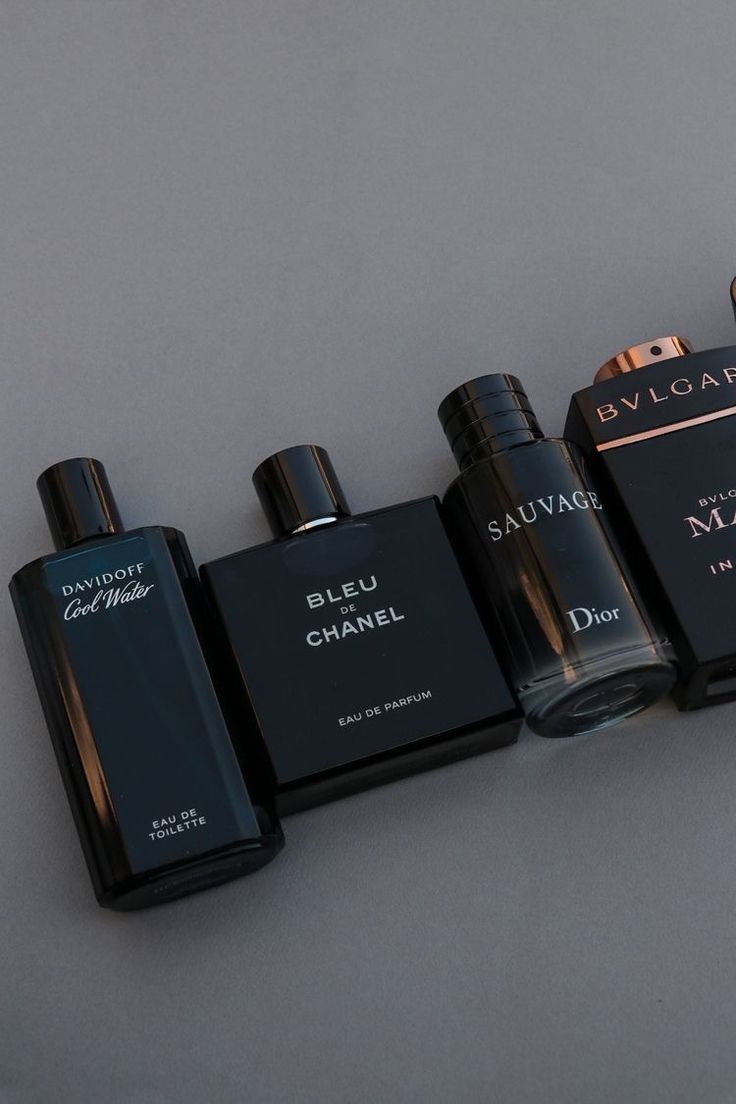 DAVIDOFF
Cool Water
EAU DE
TOILETTE
BLEU
DE
CHANEL
EAU DE PARFUM
SAUVAGE
Dior
BVLGAR
BVLG
MA
IN